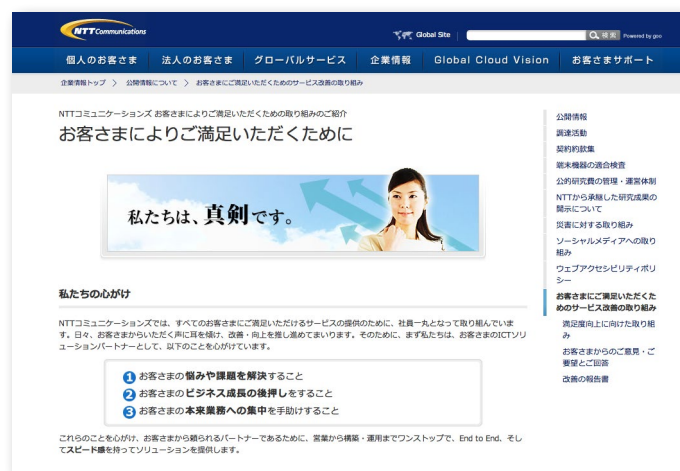 NTT Communications
Global Site
検索
Powered by goo
個人のお客さま 法人のお客さま グローバルサービス 企業情報 Global Cloud Vision お客さまサポート
企業情報トップ 〉 公開情報について 〉 お客さまにご満足いただくためのサービス改善の取り組み
NTTコミュニケーションズ お客さまによりご満足いただくための取り組みのご紹介
お客さまによりご満足いただくために
私たちは、真剣です。
私たちの心がけ
NTTコミュニケーションズでは、すべてのお客さまにご満足いただけるサービスの提供のために、社員一丸となって取り組んでいま
す。日々、お客さまからいただく声に耳を傾け、改善・向上を推し進めてまいります。そのために、まず私たちは、お客さまのICTソリ
ューションパートナーとして、以下のことを心がけています。
1 お客さまの悩みや課題を解決すること
2 お客さまのビジネス成長の後押しをすること
3 お客さまの本来業務への集中を手助けすること
これらのことを心がけ、お客さまから頼られるパートナーであるために、営業から構築・運用までワンストップで、End to End、そし
てスピード感を持ってソリューションを提供します。
公開情報
調達活動
契約約款集
端末機器の適合検査
公的研究費の管理・運営体制
NTTから承継した研究成果の
開示について
災害に対する取り組み
ソーシャルメディアへの取り
組み
ウェブアクセシビリティポリ
シー
お客さまにご満足いただくた
めのサービス改善の取り組み
満足度向上に向けた取り組
み
お客さまからのご意見・ご
要望とご回答
改善の報告書